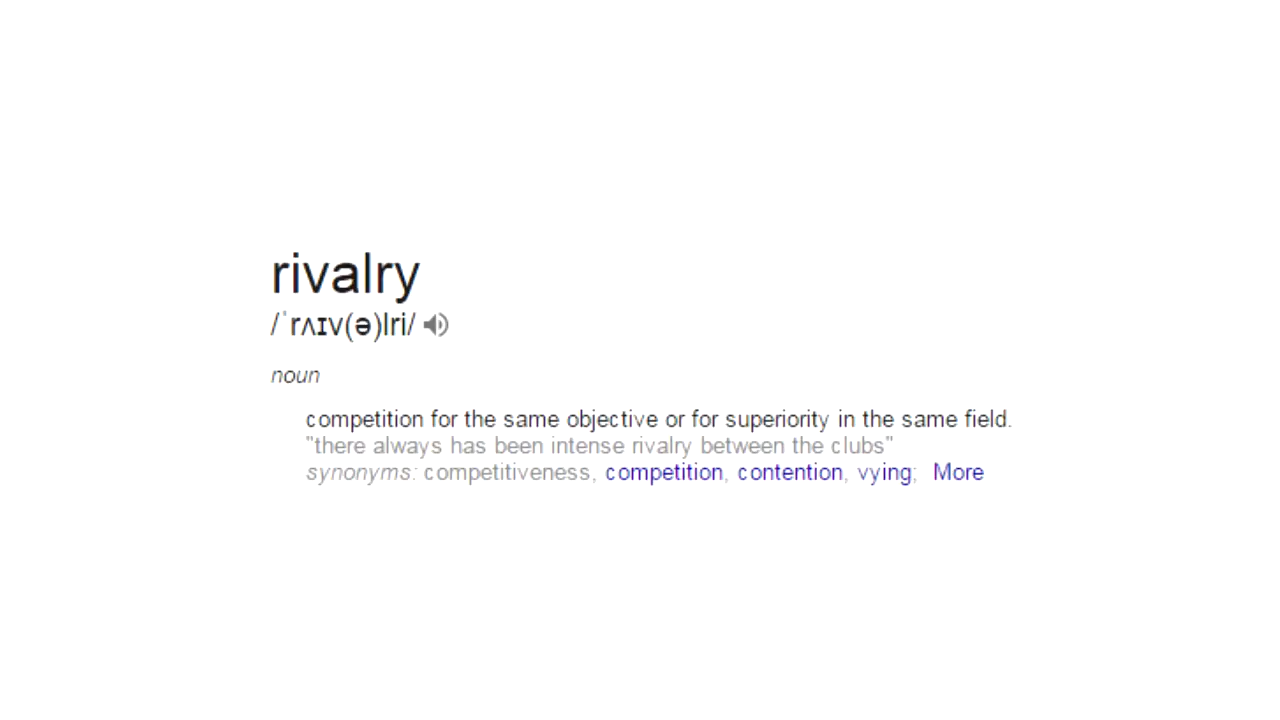 rivalry
/ˈrʌɪv(ə)lri/
noun
competition for the same objective or for superiority in the same field.
"there always has been intense rivalry between the clubs"
synonyms: competitiveness, competition, contention, vying;  More